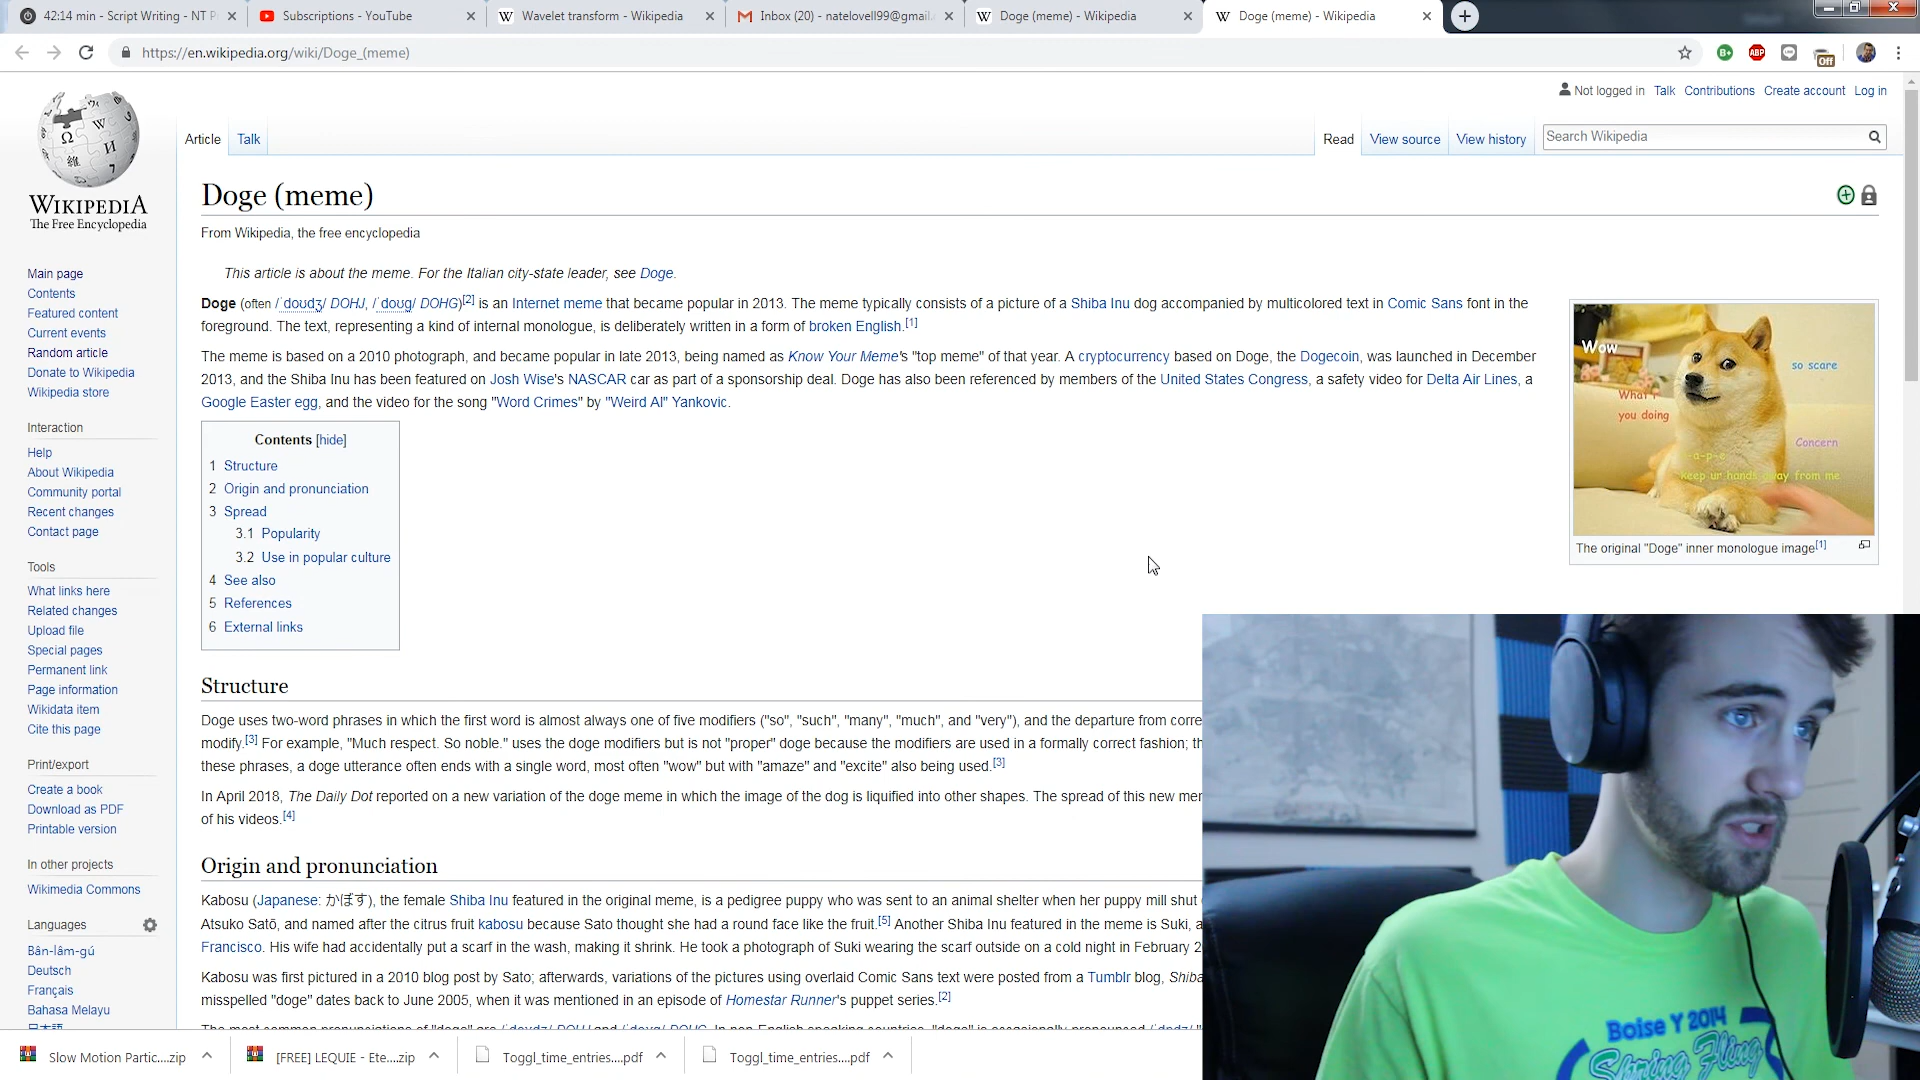 42:14 min - Script Writing - NT P
Subscriptions - YouTube
Wavelet transform - Wikipedia
Inbox (20) - natelovell99@gmail.
Doge (meme) - Wikipedia
Doge (meme) - Wikipedia
https://en.wikipedia.org/wiki/Doge_(meme)
ABP
Off
Not logged in Talk Contributions Create account Log in
Article Talk
Read View source View history
Search Wikipedia
WIKIPEDIA
The Free Encyclopedia
Main page
Contents
Featured content
Current events
Random article
Donate to Wikipedia
Wikipedia store
Interaction
Help
About Wikipedia
Community portal
Recent changes
Contact page
Tools
What links here
Related changes
Upload file
Special pages
Permanent link
Page information
Wikidata item
Cite this page
Print/export
Create a book
Download as PDF
Printable version
In other projects
Wikimedia Commons
Languages
Bân-lâm-gú
Deutsch
Français
Bahasa Melayu
日本語
Doge (meme)
From Wikipedia, the free encyclopedia
This article is about the meme. For the Italian city-state leader, see Doge.
Doge (often /ˈdoʊdʒ/ DOHJ, /ˈdoʊɡ/ DOHG)[2] is an Internet meme that became popular in 2013. The meme typically consists of a picture of a Shiba Inu dog accompanied by multicolored text in Comic Sans font in the
foreground. The text, representing a kind of internal monologue, is deliberately written in a form of broken English.[1]
The meme is based on a 2010 photograph, and became popular in late 2013, being named as Know Your Meme's "top meme" of that year. A cryptocurrency based on Doge, the Dogecoin, was launched in December
2013, and the Shiba Inu has been featured on Josh Wise's NASCAR car as part of a sponsorship deal. Doge has also been referenced by members of the United States Congress, a safety video for Delta Air Lines, a
Google Easter egg, and the video for the song "Word Crimes" by "Weird Al" Yankovic.
Wow
so scare
What r
you doing
Concern
-a-p-e
keep ur hands away from me
The original "Doge" inner monologue image[1]
Contents [hide]
1 Structure
2 Origin and pronunciation
3 Spread
3.1 Popularity
3.2 Use in popular culture
4 See also
5 References
6 External links
Structure
Doge uses two-word phrases in which the first word is almost always one of five modifiers ("so", "such", "many", "much", and "very"), and the departure from corre
modify.[3] For example, "Much respect. So noble." uses the doge modifiers but is not "proper" doge because the modifiers are used in a formally correct fashion; th
these phrases, a doge utterance often ends with a single word, most often "wow" but with "amaze" and "excite" also being used.[3]
In April 2018, The Daily Dot reported on a new variation of the doge meme in which the image of the dog is liquified into other shapes. The spread of this new mem
of his videos.[4]
Origin and pronunciation
Kabosu (Japanese: かぼす), the female Shiba Inu featured in the original meme, is a pedigree puppy who was sent to an animal shelter when her puppy mill shut
Atsuko Satō, and named after the citrus fruit kabosu because Sato thought she had a round face like the fruit.[5] Another Shiba Inu featured in the meme is Suki, a
Francisco. His wife had accidentally put a scarf in the wash, making it shrink. He took a photograph of Suki wearing the scarf outside on a cold night in February 2
Kabosu was first pictured in a 2010 blog post by Sato; afterwards, variations of the pictures using overlaid Comic Sans text were posted from a Tumblr blog, Shiba
misspelled "doge" dates back to June 2005, when it was mentioned in an episode of Homestar Runner's puppet series.[2]
Boise Y 2014
Spring Fling
Slow Motion Partic....zip
[FREE] LEQUIE - Ete....zip
Toggl_time_entries....pdf
Toggl_time_entries....pdf